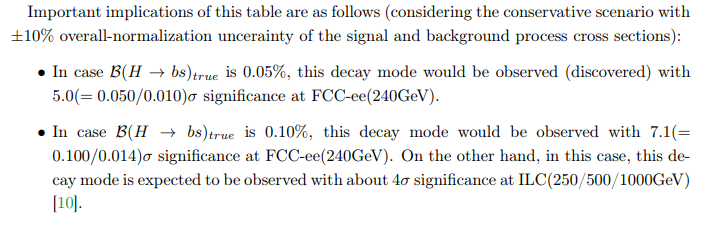 Important implications of this table are as follows (considering the conservative scenario with
±10% overall-normalization uncerainty of the signal and background process cross sections):
• In case B(H → bs)true is 0.05%, this decay mode would be observed (discovered) with
5.0(= 0.050/0.010)σ significance at FCC-ee(240GeV).
• In case B(H → bs)true is 0.10%, this decay mode would be observed with 7.1(=
0.100/0.014)σ significance at FCC-ee(240GeV). On the other hand, in this case, this de-
cay mode is expected to be observed with about 4σ significance at ILC(250/500/1000GeV)
[10].